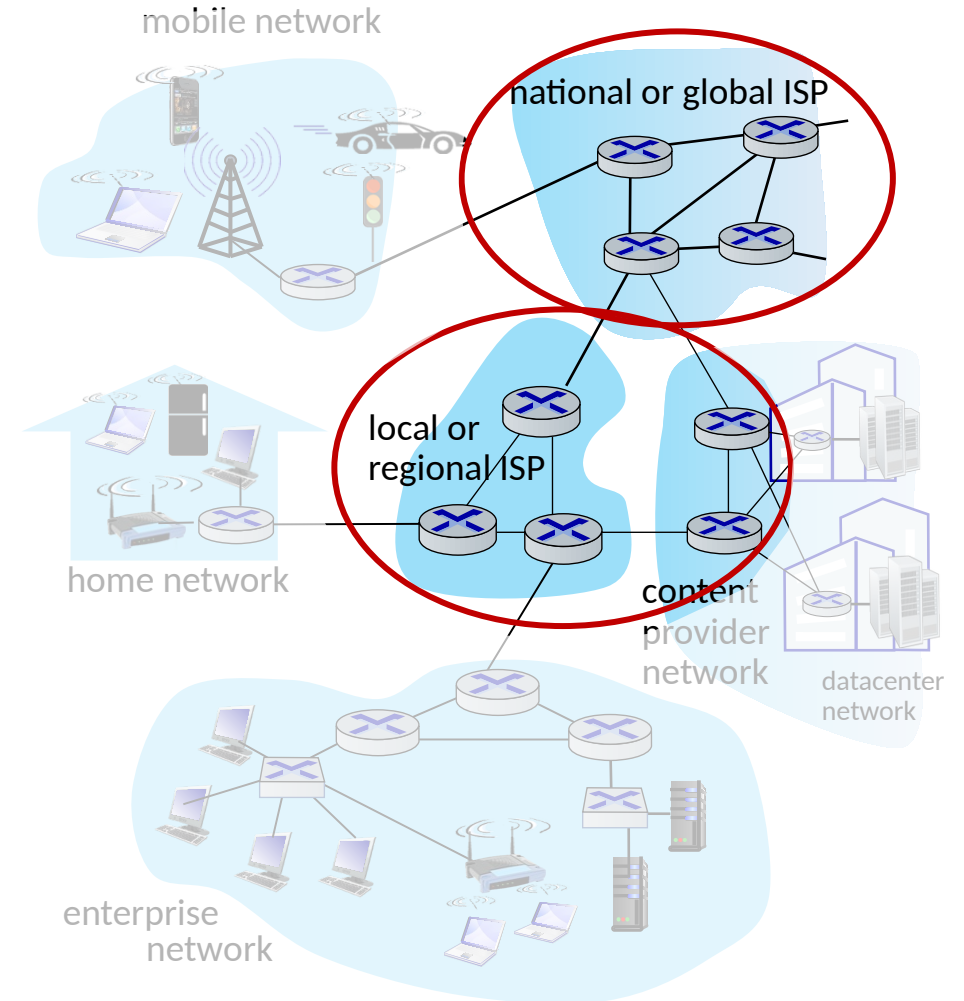 mobile network
national or global ISP
local or
regional ISP
home network
content
provider
network
datacenter
network
enterprise
network